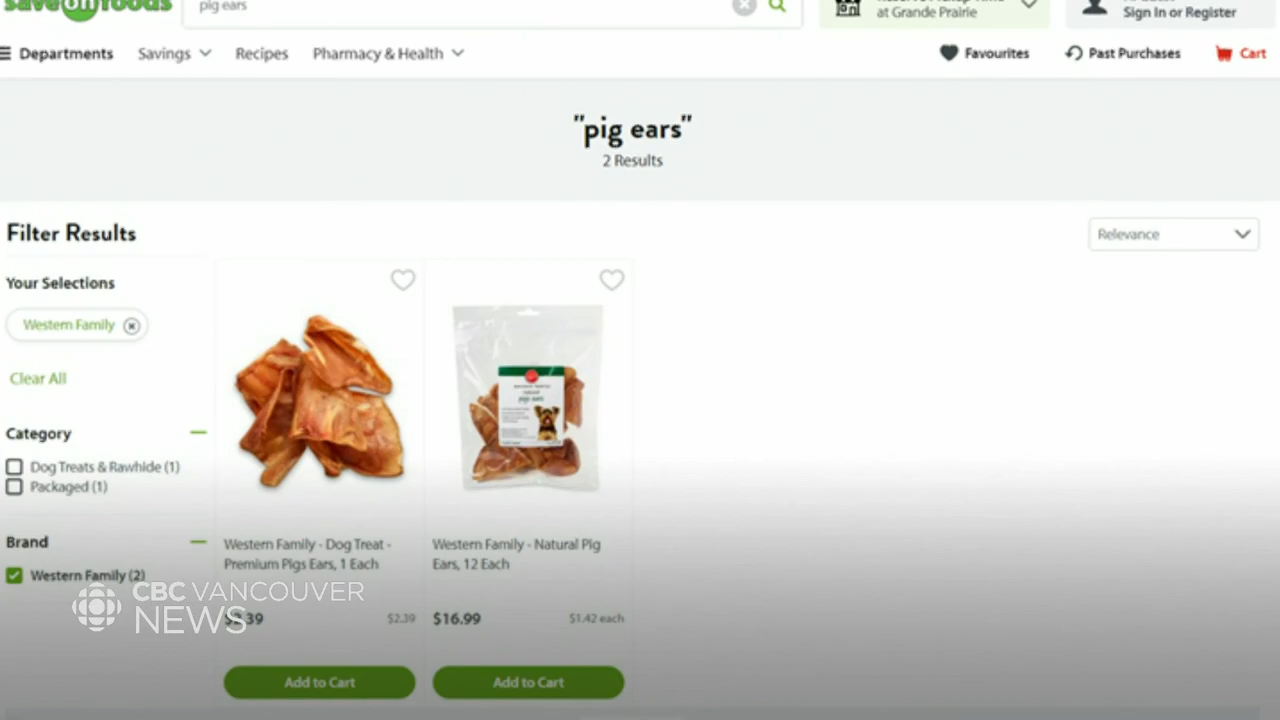 save on foods
pig ears
at Grande Prairie
Sign In or Register
Departments
Savings
Recipes
Pharmacy & Health
Favourites
Past Purchases
Cart
"pig ears"
2 Results
Filter Results
Relevance
Your Selections
Western Family
Clear All
Category
Dog Treats & Rawhide (1)
Packaged (1)
Brand
Western Family (2)
pigs ears
Western Family - Dog Treat -
Premium Pigs Ears, 1 Each
$2.39
$2.39
Add to Cart
Western Family - Natural Pig
Ears, 12 Each
$16.99
$1.42 each
Add to Cart
CBC VANCOUVER
NEWS